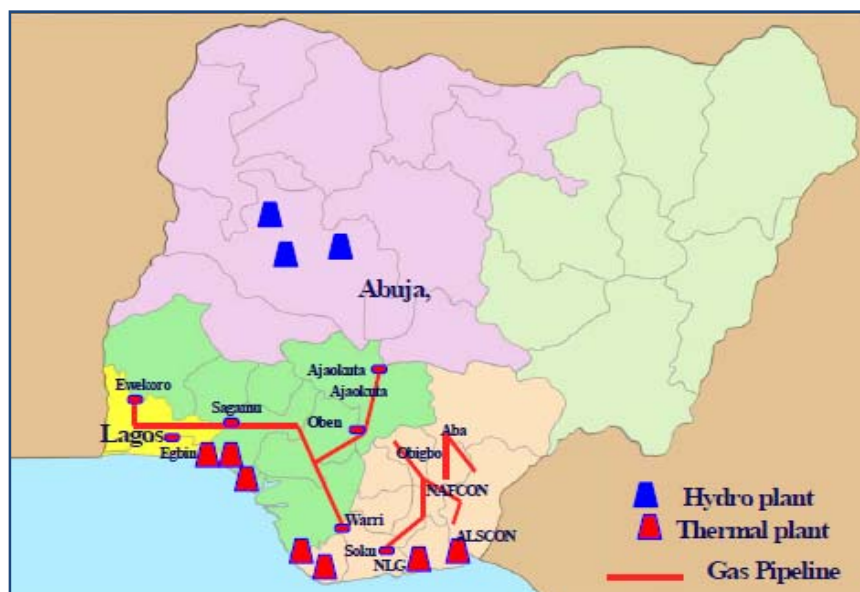 Abuja,
Ajaokuta
Ajaokuta
Ewekoro
Sagamu
Oben
Aba
Lagos
Egbin
Obigbo
NAFCON
Warri
ALSCON
Soku
NLG
Hydro plant
Thermal plant
Gas Pipeline